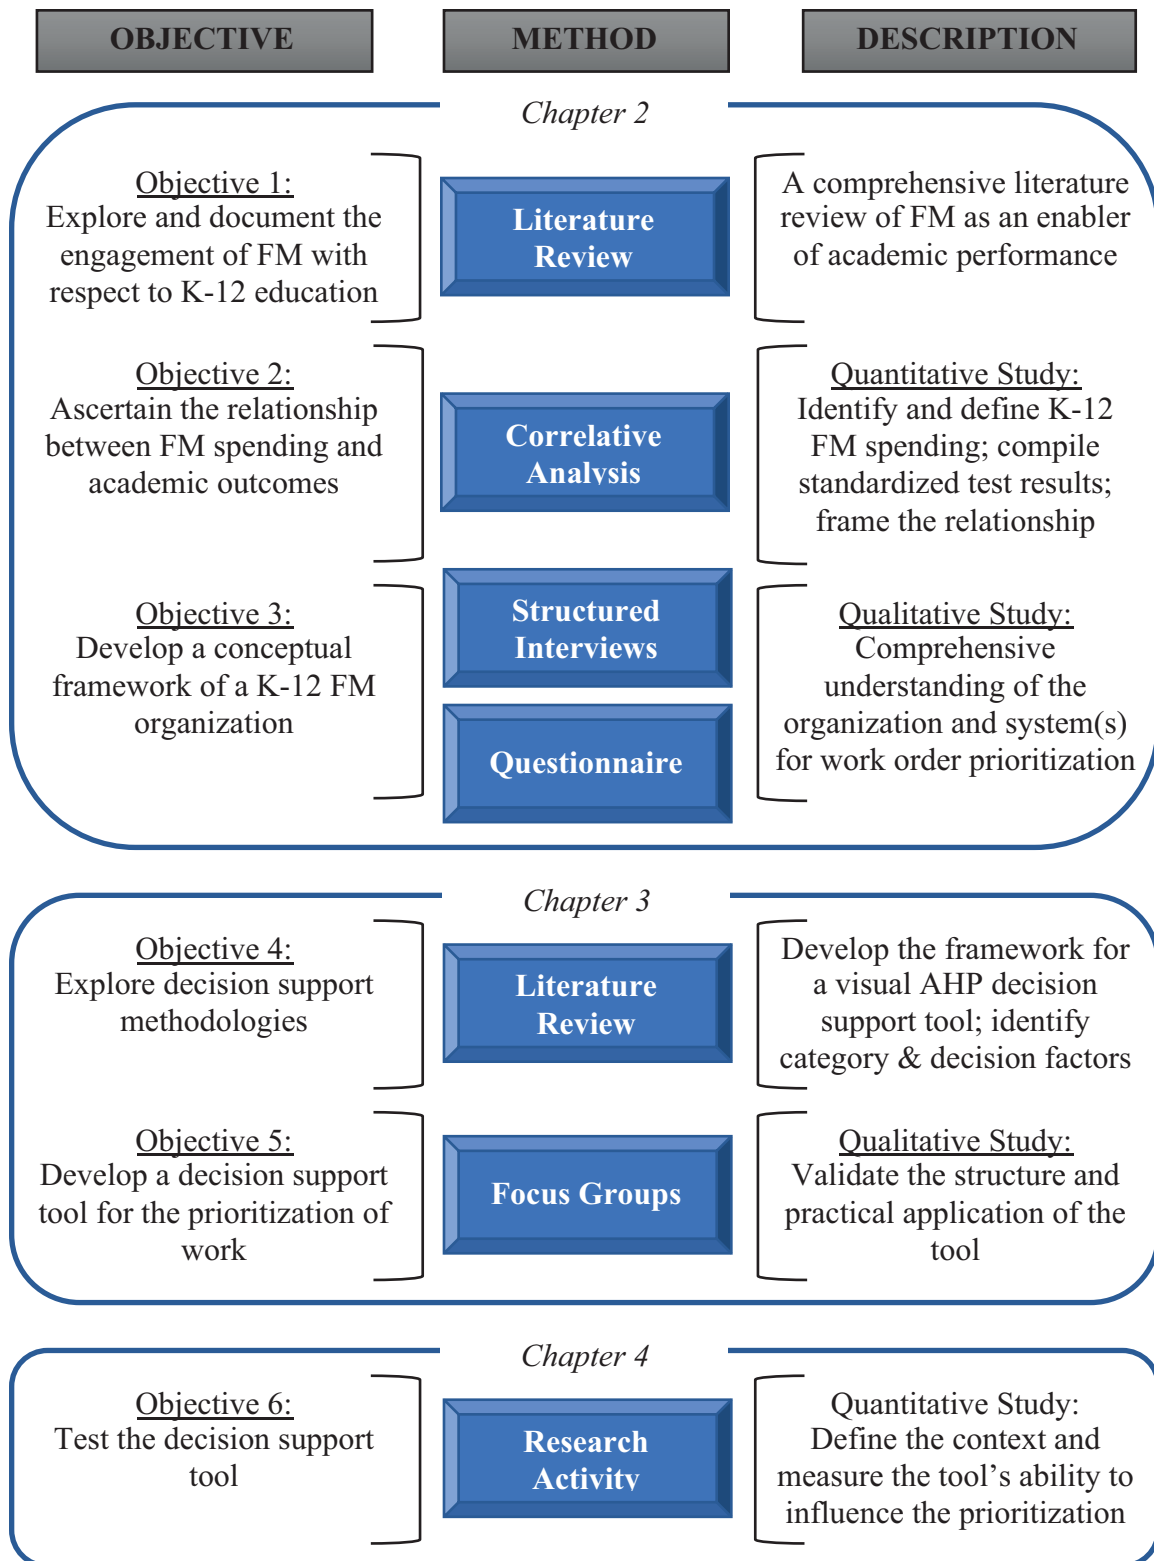 OBJECTIVE
METHOD
DESCRIPTION
Chapter 2
Objective 1:
Explore and document the
engagement of FM with
respect to K-12 education
Literature
Review
A comprehensive literature
review of FM as an enabler
of academic performance
Objective 2:
Ascertain the relationship
between FM spending and
academic outcomes
Correlative
Analysis
Quantitative Study:
Identify and define K-12
FM spending; compile
standardized test results;
frame the relationship
Objective 3:
Develop a conceptual
framework of a K-12 FM
organization
Structured
Interviews
Questionnaire
Qualitative Study:
Comprehensive
understanding of the
organization and system(s)
for work order prioritization
Chapter 3
Objective 4:
Explore decision support
methodologies
Literature
Review
Develop the framework for
a visual AHP decision
support tool; identify
category & decision factors
Objective 5:
Develop a decision support
tool for the prioritization of
work
Focus Groups
Qualitative Study:
Validate the structure and
practical application of the
tool
Chapter 4
Objective 6:
Test the decision support
tool
Research
Activity
Quantitative Study:
Define the context and
measure the tool’s ability to
influence the prioritization